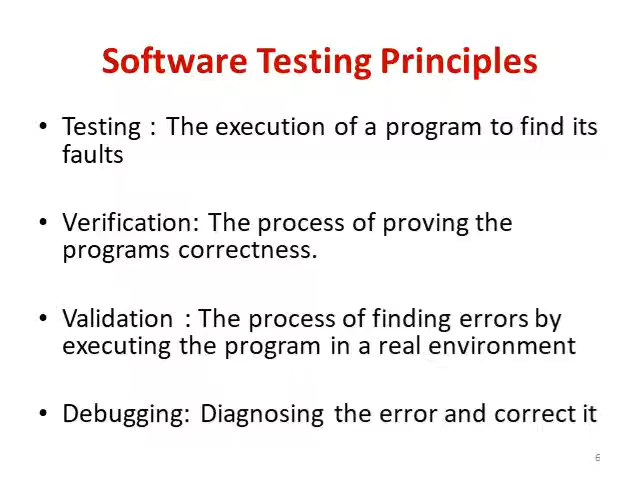 Software Testing Principles
• Testing : The execution of a program to find its
faults
• Verification: The process of proving the
programs correctness.
• Validation : The process of finding errors by
executing the program in a real environment
• Debugging: Diagnosing the error and correct it
6